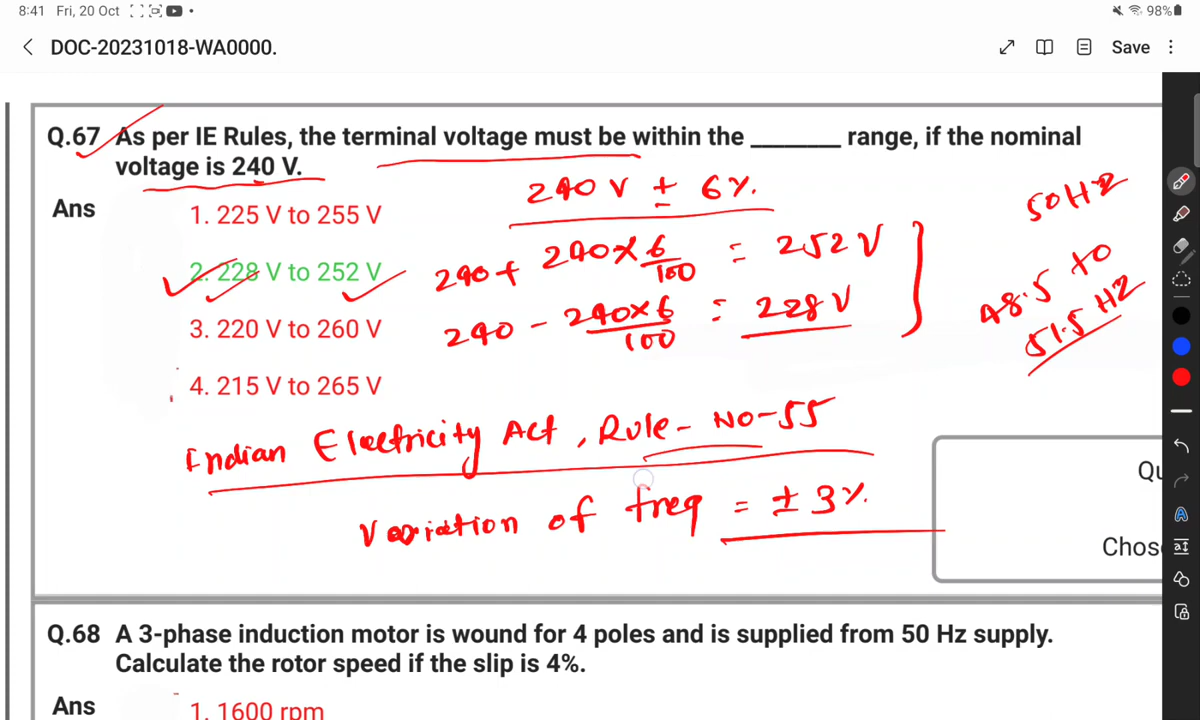 8:41 Fri, 20 Oct
98%
DOC-20231018-WA0000.
Save
Q.67 As per IE Rules, the terminal voltage must be within the ______ range, if the nominal
voltage is 240 V.
240 V ± 6%.
50HZ
Ans
1. 225 V to 255 V
2. 228 V to 252 V
240 + 240×6/100 = 252 V
48.5 to
51.5 HZ
3. 220 V to 260 V
240 - 240×6/100 = 228 V
4. 215 V to 265 V
Indian Electricity Act, Rule- No-55
Qu
Variation of freq = ± 3%.
Chos
Q.68 A 3-phase induction motor is wound for 4 poles and is supplied from 50 Hz supply.
Calculate the rotor speed if the slip is 4%.
Ans
1. 1600 rpm